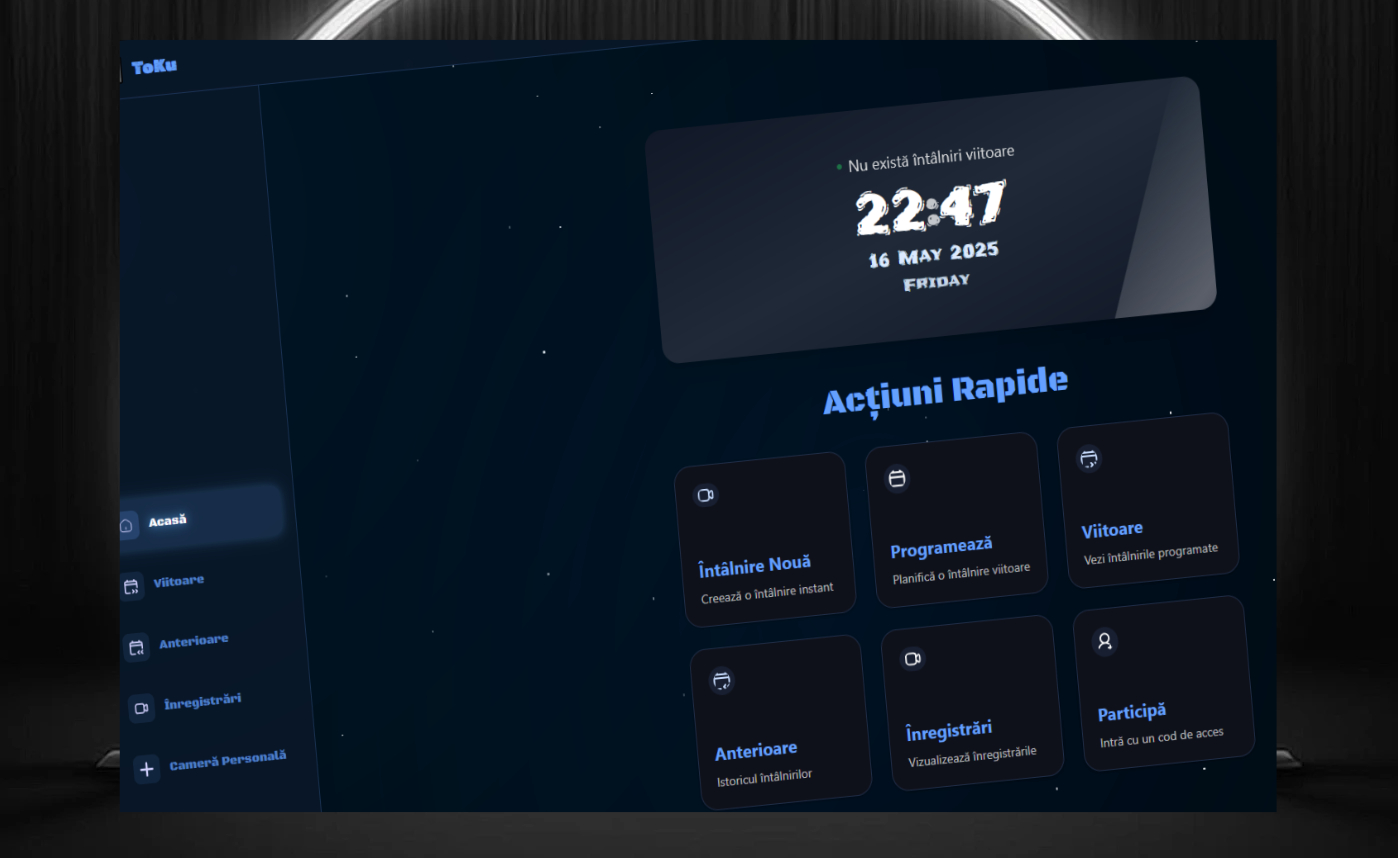 ToKu
Nu există întâlniri viitoare
22:47
16 May 2025
Friday
Acțiuni Rapide
Întâlnire Nouă
Creează o întâlnire instant
Programează
Planifică o întâlnire viitoare
Viitoare
Vezi întâlnirile programate
Anterioare
Istoricul întâlnirilor
Înregistrări
Vizualizează înregistrările
Participă
Intră cu un cod de acces
Acasă
Viitoare
Anterioare
Înregistrări
Cameră Personală